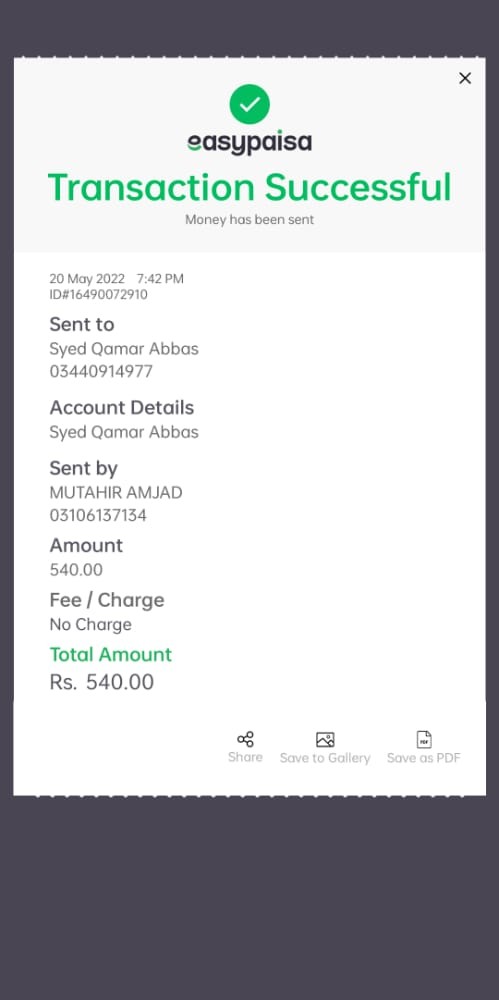 easypaisa
Transaction Successful
Money has been sent
20 May 2022 7:42 PM
ID#16490072910
Sent to
Syed Qamar Abbas
03440914977
Account Details
Syed Qamar Abbas
Sent by
MUTAHIR AMJAD
03106137134
Amount
540.00
Fee / Charge
No Charge
Total Amount
Rs. 540.00
PDF
Share Save to Gallery Save as PDF